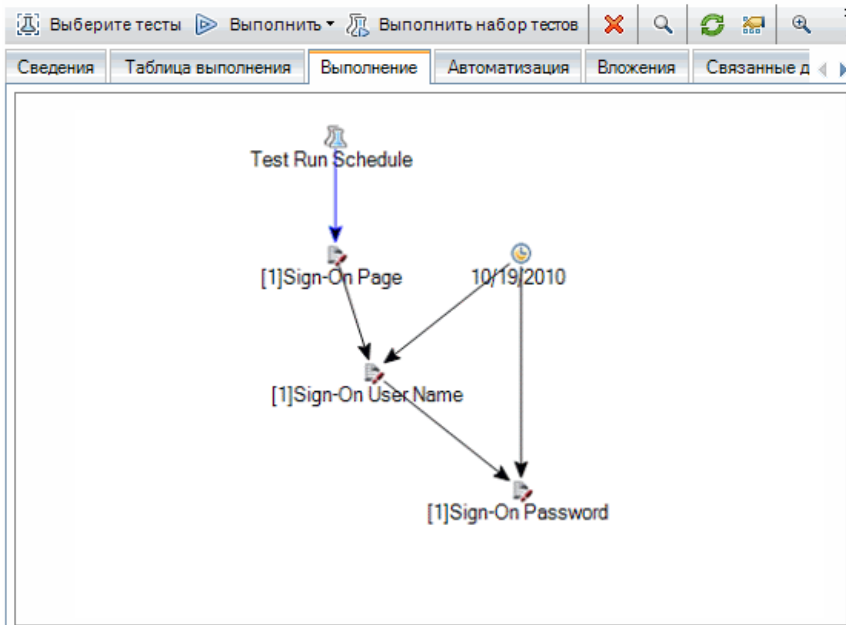 Выберите тесты Выполнить Выполнить набор тестов
Сведения Таблица выполнения Выполнение Автоматизация Вложения Связанные д
Test Run Schedule
[1]Sign-On Page
10/19/2010
[1]Sign-On User Name
[1]Sign-On Password